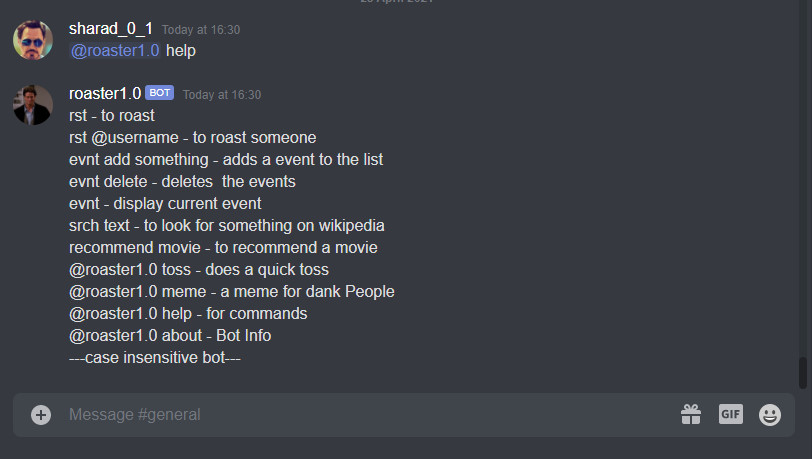 sharad_0_1 Today at 16:30
@roaster1.0 help
roaster1.0 BOT Today at 16:30
rst - to roast
rst @username - to roast someone
evnt add something - adds a event to the list
evnt delete - deletes  the events
evnt - display current event
srch text - to look for something on wikipedia
recommend movie - to recommend a movie
@roaster1.0 toss - does a quick toss
@roaster1.0 meme - a meme for dank People
@roaster1.0 help - for commands
@roaster1.0 about - Bot Info
---case insensitive bot---
Message #general
GIF